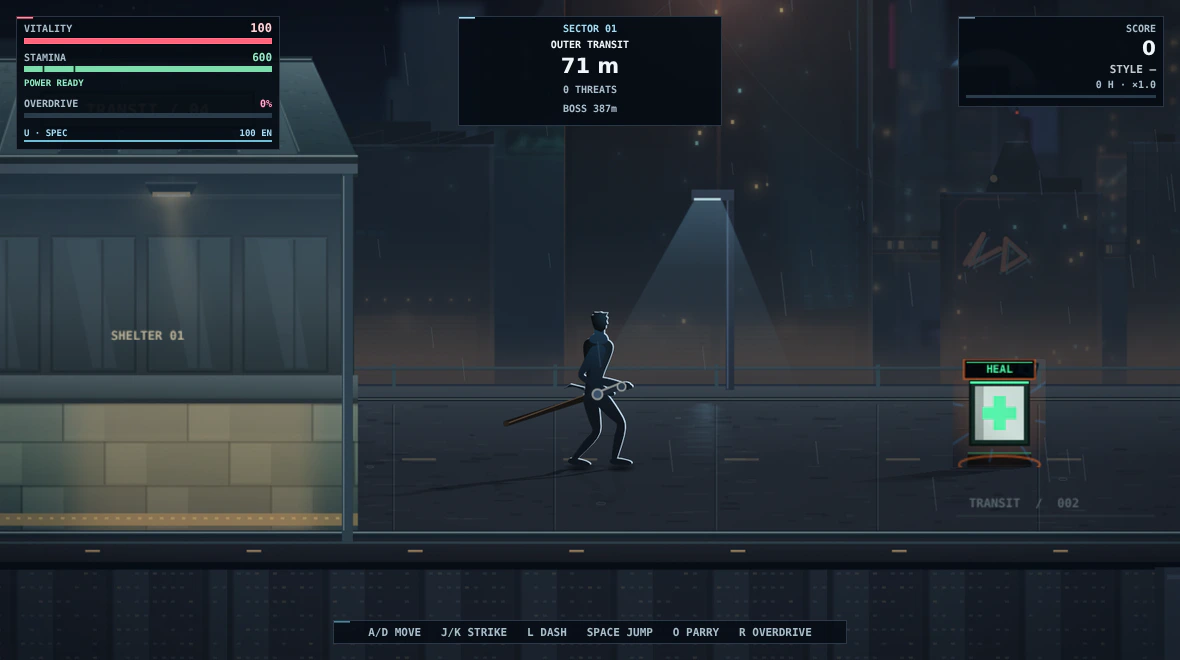 VITALITY 100
STAMINA 600
POWER READY
TRANSIT / 04
OVERDRIVE 0%
U · SPEC 100 EN
SECTOR 01
OUTER TRANSIT
71 m
0 THREATS
BOSS 387m
SCORE
0
STYLE —
0 H · ×1.0
SHELTER 01
HEAL
TRANSIT / 002
A/D MOVE J/K STRIKE L DASH SPACE JUMP O PARRY R OVERDRIVE